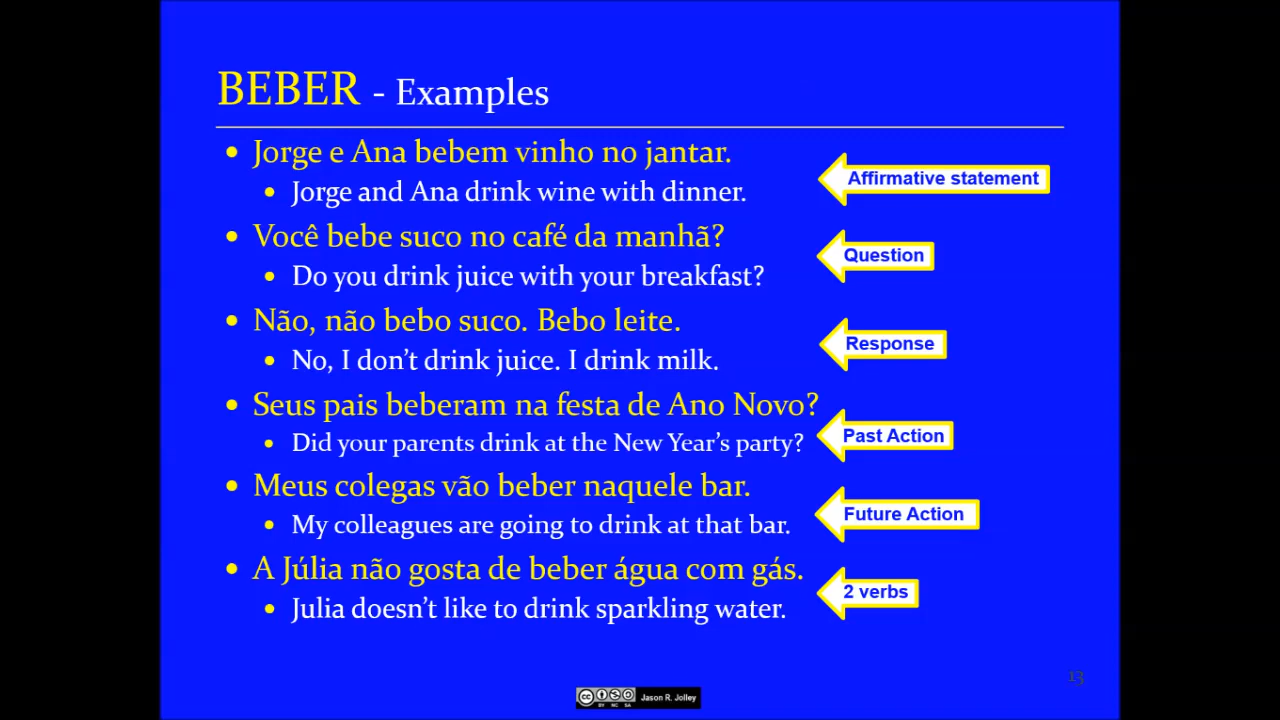 BEBER - Examples
• Jorge e Ana bebem vinho no jantar.
• Jorge and Ana drink wine with dinner.
Affirmative statement
• Você bebe suco no café da manhã?
• Do you drink juice with your breakfast?
Question
• Não, não bebo suco. Bebo leite.
• No, I don't drink juice. I drink milk.
Response
• Seus pais beberam na festa de Ano Novo?
• Did your parents drink at the New Year's party?
Past Action
• Meus colegas vão beber naquele bar.
• My colleagues are going to drink at that bar.
Future Action
• A Júlia não gosta de beber água com gás.
• Julia doesn't like to drink sparkling water.
2 verbs
13
cc BY NC SA Jason R. Jolley